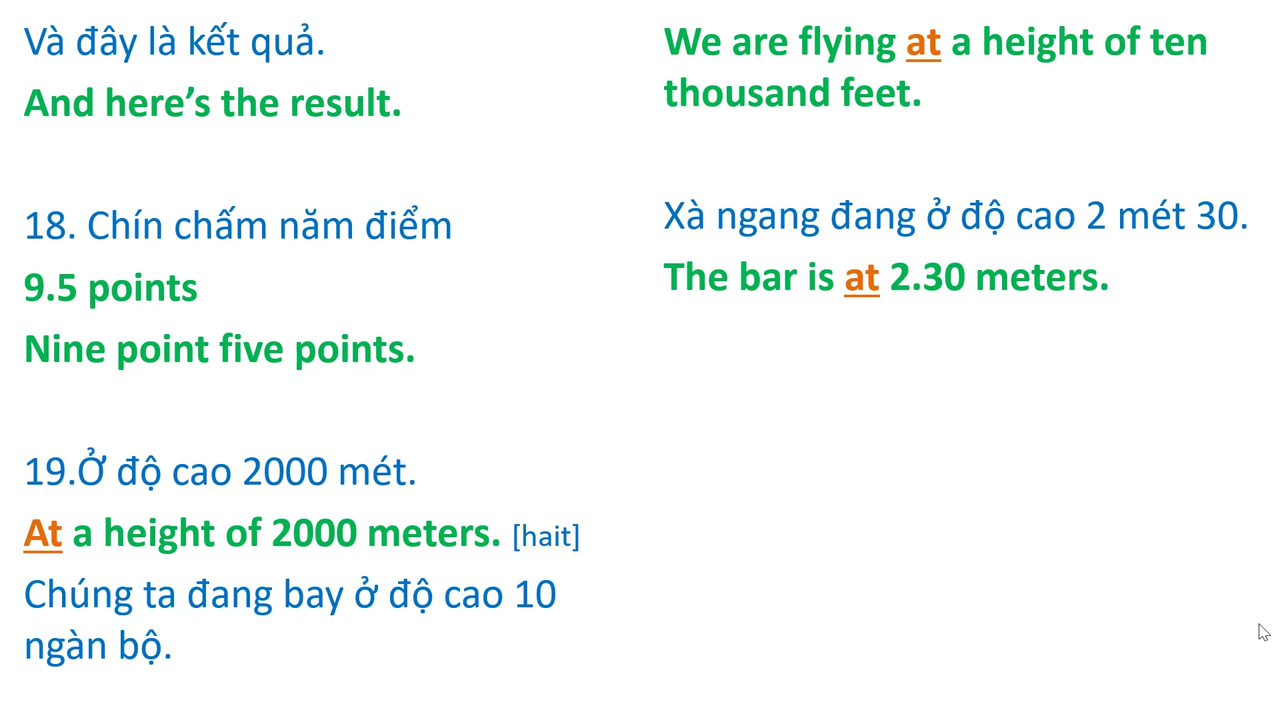 Và đây là kết quả.
And here’s the result.
18. Chín chấm năm điểm
9.5 points
Nine point five points.
19.Ở độ cao 2000 mét.
At a height of 2000 meters. [hait]
Chúng ta đang bay ở độ cao 10
ngàn bộ.
We are flying at a height of ten
thousand feet.
Xà ngang đang ở độ cao 2 mét 30.
The bar is at 2.30 meters.